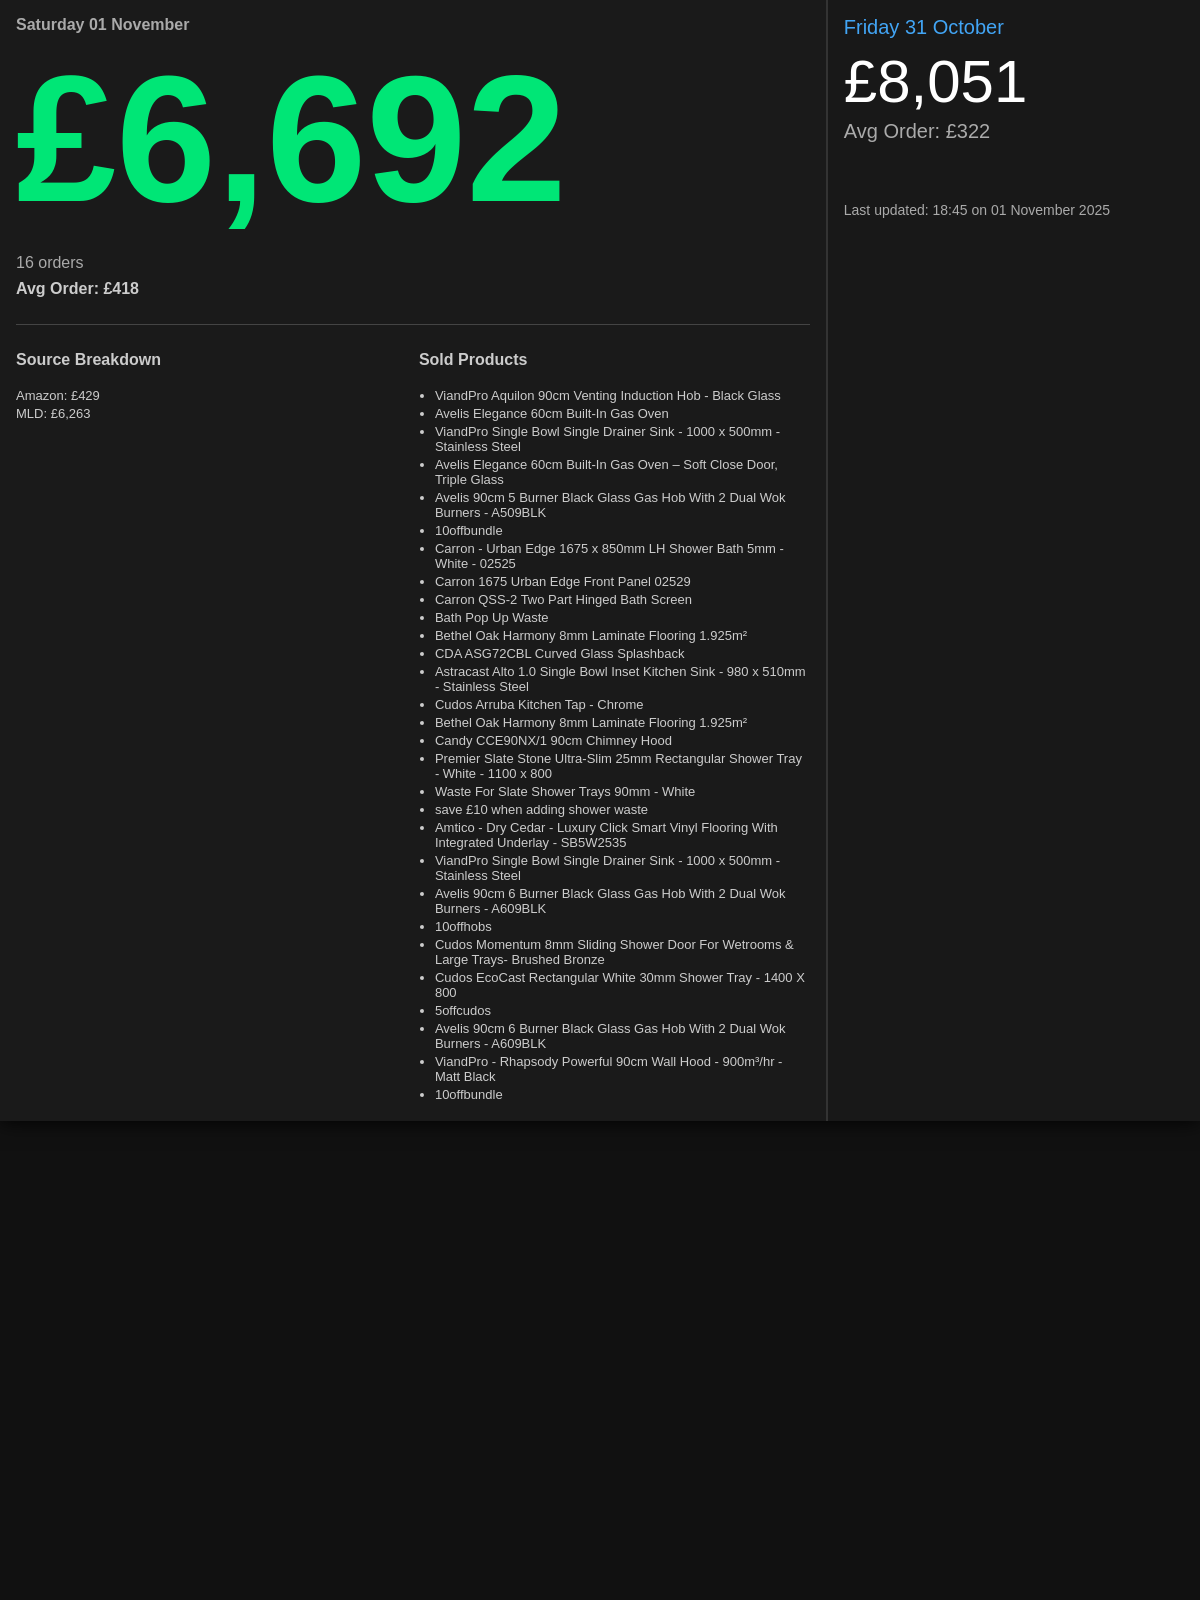 Saturday 01 November
£6,692
16 orders
Avg Order: £418
Source Breakdown
Amazon: £429
MLD: £6,263
Sold Products
• ViandPro Aquilon 90cm Venting Induction Hob - Black Glass
• Avelis Elegance 60cm Built-In Gas Oven
• ViandPro Single Bowl Single Drainer Sink - 1000 x 500mm -
Stainless Steel
• Avelis Elegance 60cm Built-In Gas Oven – Soft Close Door,
Triple Glass
• Avelis 90cm 5 Burner Black Glass Gas Hob With 2 Dual Wok
Burners - A509BLK
• 10offbundle
• Carron - Urban Edge 1675 x 850mm LH Shower Bath 5mm -
White - 02525
• Carron 1675 Urban Edge Front Panel 02529
• Carron QSS-2 Two Part Hinged Bath Screen
• Bath Pop Up Waste
• Bethel Oak Harmony 8mm Laminate Flooring 1.925m²
• CDA ASG72CBL Curved Glass Splashback
• Astracast Alto 1.0 Single Bowl Inset Kitchen Sink - 980 x 510mm
- Stainless Steel
• Cudos Arruba Kitchen Tap - Chrome
• Bethel Oak Harmony 8mm Laminate Flooring 1.925m²
• Candy CCE90NX/1 90cm Chimney Hood
• Premier Slate Stone Ultra-Slim 25mm Rectangular Shower Tray
- White - 1100 x 800
• Waste For Slate Shower Trays 90mm - White
• save £10 when adding shower waste
• Amtico - Dry Cedar - Luxury Click Smart Vinyl Flooring With
Integrated Underlay - SB5W2535
• ViandPro Single Bowl Single Drainer Sink - 1000 x 500mm -
Stainless Steel
• Avelis 90cm 6 Burner Black Glass Gas Hob With 2 Dual Wok
Burners - A609BLK
• 10offhobs
• Cudos Momentum 8mm Sliding Shower Door For Wetrooms &
Large Trays- Brushed Bronze
• Cudos EcoCast Rectangular White 30mm Shower Tray - 1400 X
800
• 5offcudos
• Avelis 90cm 6 Burner Black Glass Gas Hob With 2 Dual Wok
Burners - A609BLK
• ViandPro - Rhapsody Powerful 90cm Wall Hood - 900m³/hr -
Matt Black
• 10offbundle
Friday 31 October
£8,051
Avg Order: £322
Last updated: 18:45 on 01 November 2025